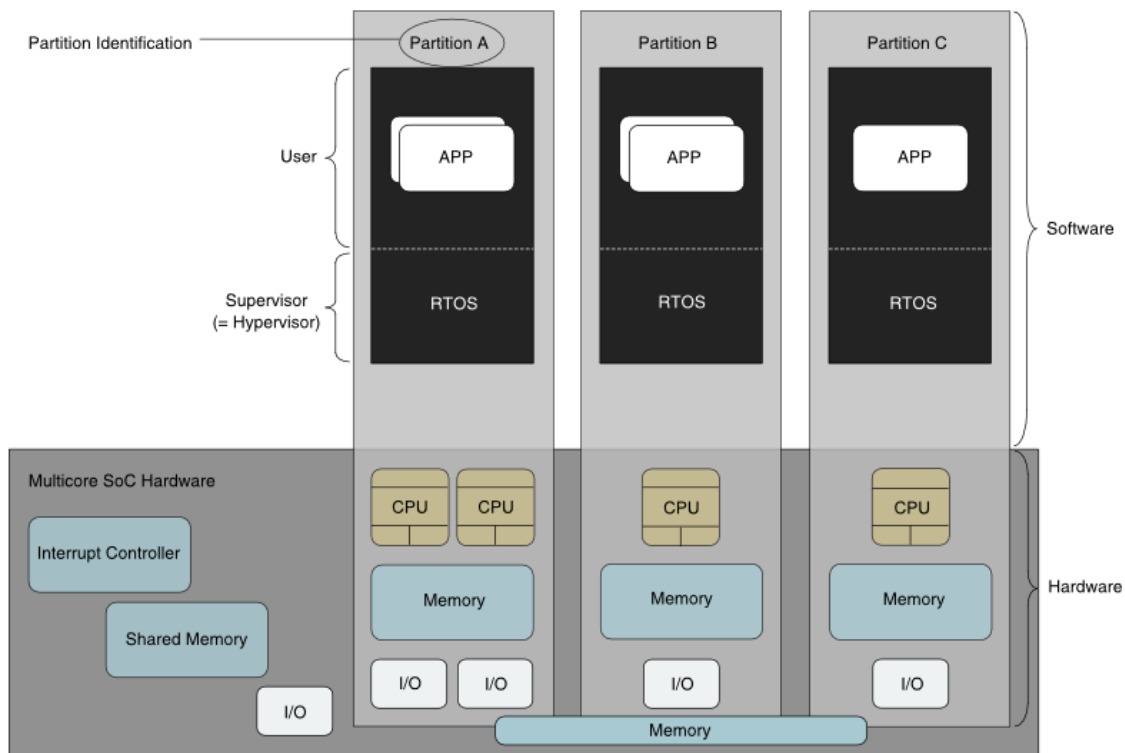 Partition Identification
Partition A
Partition B
Partition C
User
APP
APP
APP
Software
Supervisor
(= Hypervisor)
RTOS
RTOS
RTOS
Multicore SoC Hardware
CPU
CPU
CPU
CPU
Interrupt Controller
Memory
Memory
Memory
Hardware
Shared Memory
I/O
I/O
I/O
I/O
I/O
Memory